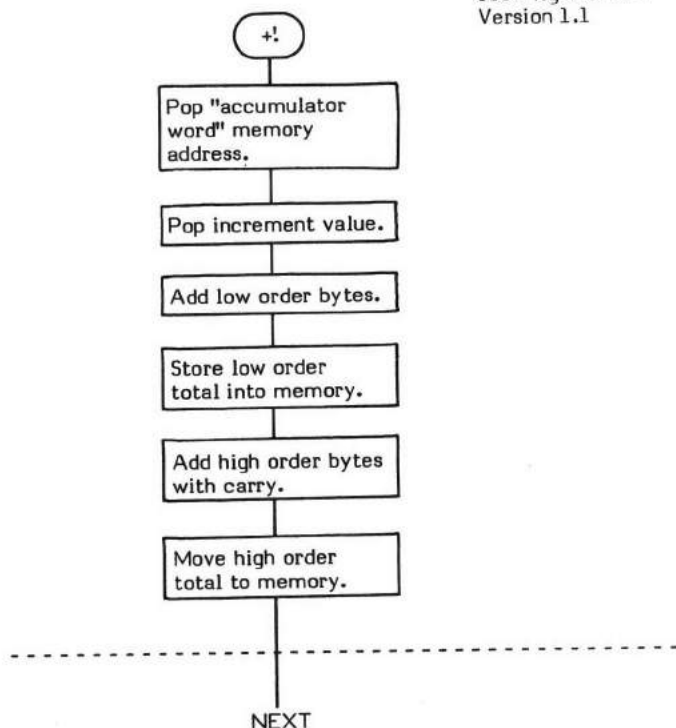 Version 1.1
+!
Pop "accumulator
word" memory
address.
Pop increment value.
Add low order bytes.
Store low order
total into memory.
Add high order bytes
with carry.
Move high order
total to memory.
NEXT